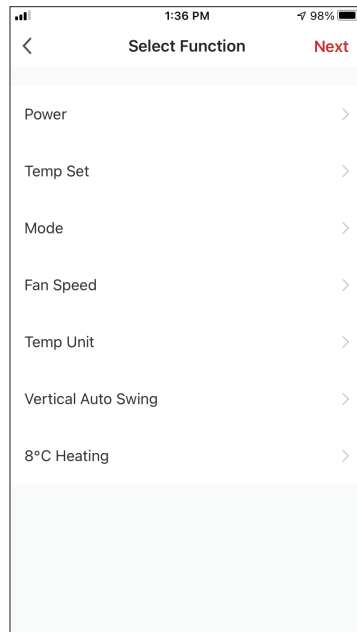 1:36 PM 98%
Select Function Next
Power
Temp Set
Mode
Fan Speed
Temp Unit
Vertical Auto Swing
8°C Heating